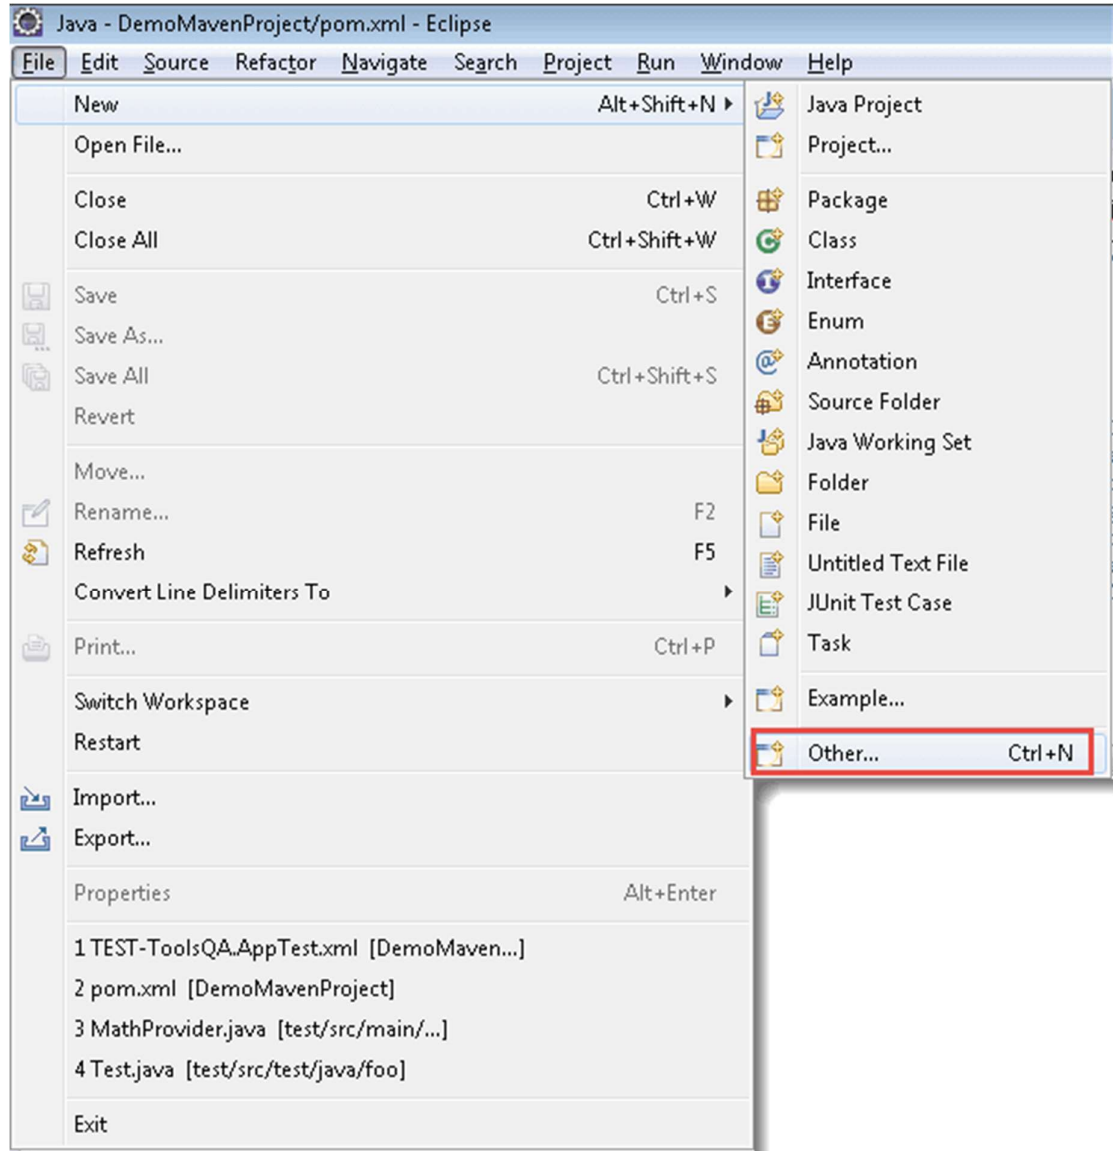 Java - DemoMavenProject/pom.xml - Eclipse
File Edit Source Refactor Navigate Search Project Run Window Help
New Alt+Shift+N
Open File...
Close Ctrl+W
Close All Ctrl+Shift+W
Save Ctrl+S
Save As...
Save All Ctrl+Shift+S
Revert
Move...
Rename... F2
Refresh F5
Convert Line Delimiters To
Print... Ctrl+P
Switch Workspace
Restart
Import...
Export...
Properties Alt+Enter
1 TEST-ToolsQA.AppTest.xml [DemoMaven...]
2 pom.xml [DemoMavenProject]
3 MathProvider.java [test/src/main/...]
4 Test.java [test/src/test/java/foo]
Exit
Java Project
Project...
Package
Class
Interface
Enum
Annotation
Source Folder
Java Working Set
Folder
File
Untitled Text File
JUnit Test Case
Task
Example...
Other... Ctrl+N